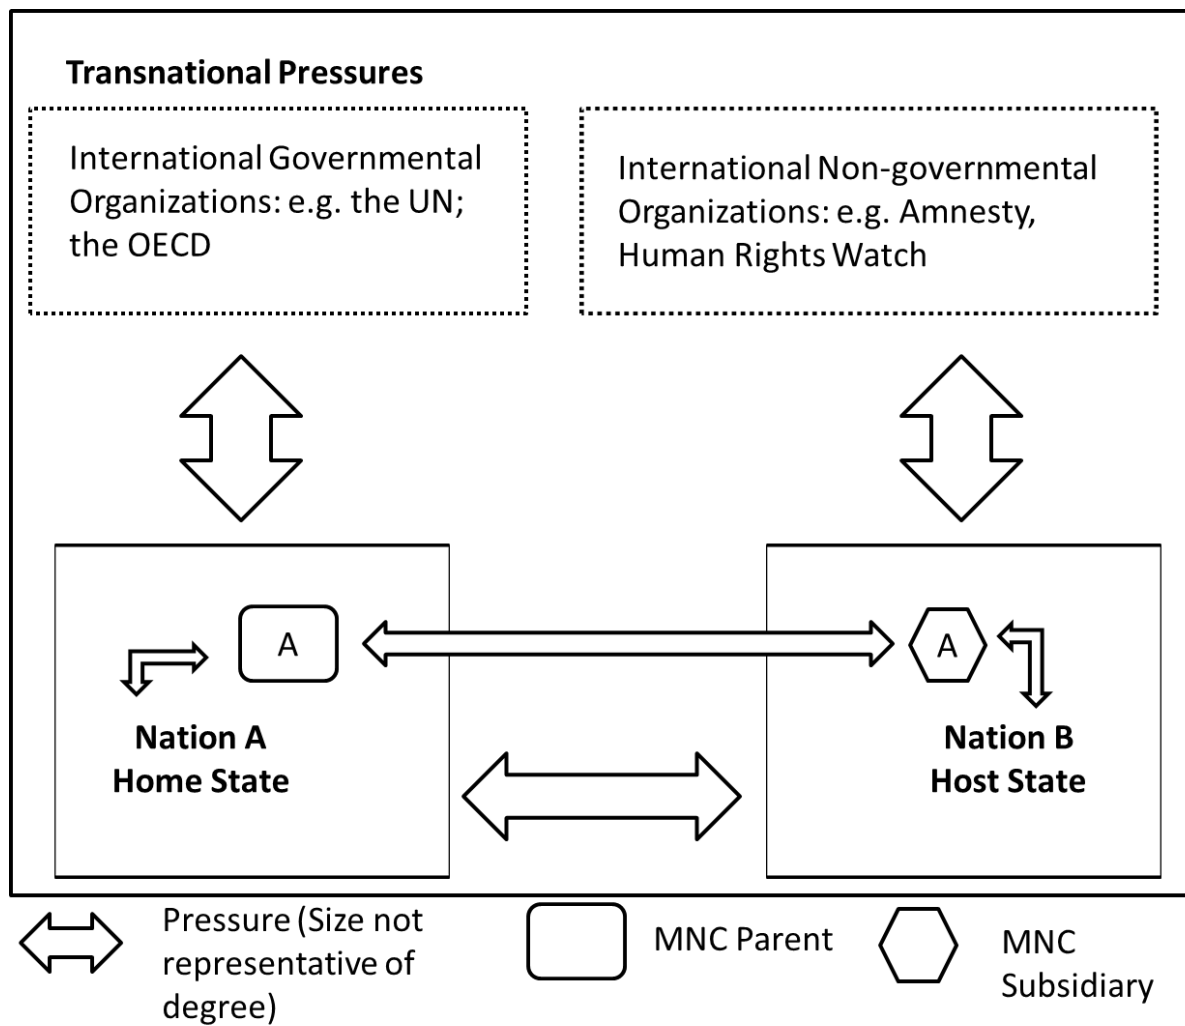 Transnational Pressures
International Governmental
Organizations: e.g. the UN;
the OECD
International Non-governmental
Organizations: e.g. Amnesty,
Human Rights Watch
A
A
Nation A
Home State
Nation B
Host State
Pressure (Size not
representative of
degree)
MNC Parent
MNC
Subsidiary